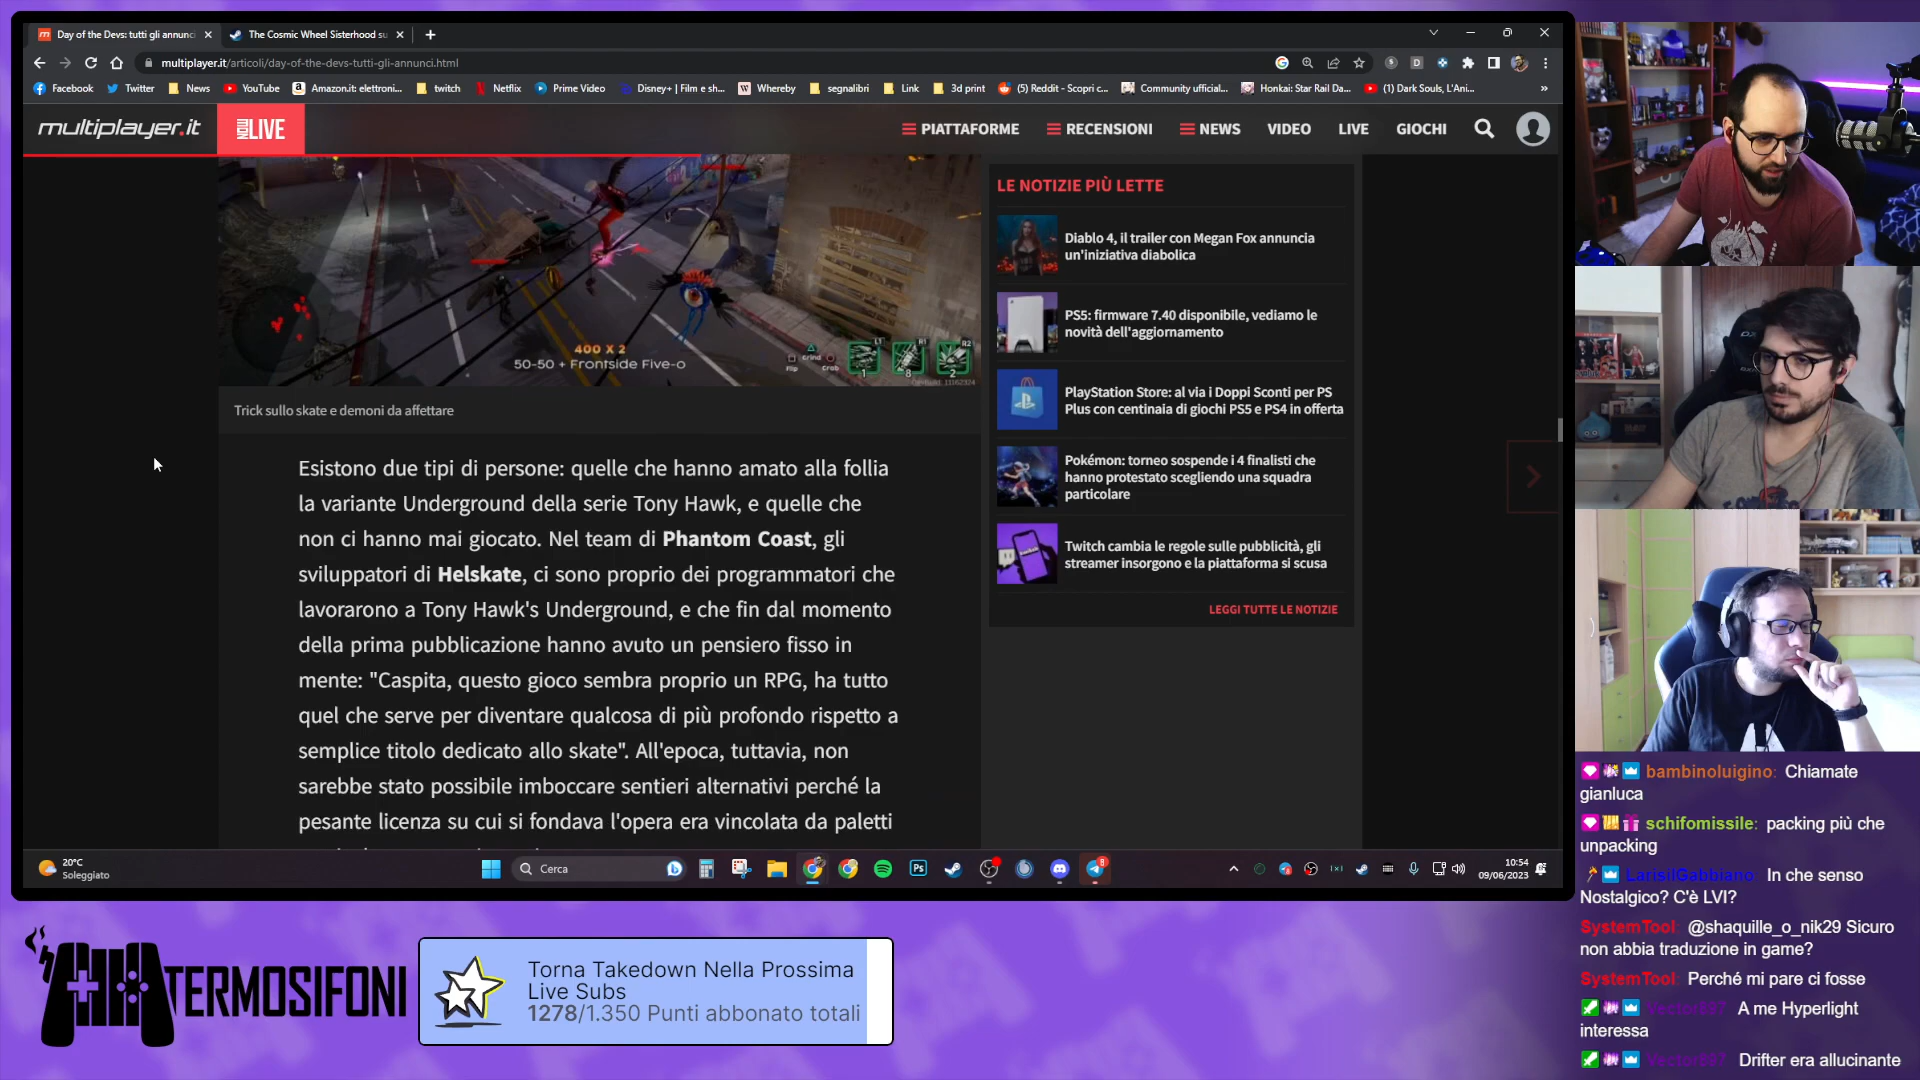 Day of the Devs: tutti gli annunci
The Cosmic Wheel Sisterhood su
multiplayer.it/articoli/day-of-the-devs-tutti-gli-annunci.html
Facebook
Twitter
News
YouTube
Amazon.it: elettroni...
twitch
Netflix
Prime Video
Disney+ | Film e sh...
Whereby
segnalibri
Link
3d print
(5) Reddit - Scopri c...
Community ufficial...
Honkai: Star Rail Da...
(1) Dark Souls, L'Ani...
multiplayer.it
NOW LIVE
PIATTAFORME
RECENSIONI
NEWS
VIDEO
LIVE
GIOCHI
400 X 2
50-50 + Frontside Five-o
Flip
Grind
Grab
L1
R1
R2
1
8
2
Trick sullo skate e demoni da affettare
Esistono due tipi di persone: quelle che hanno amato alla follia
la variante Underground della serie Tony Hawk, e quelle che
non ci hanno mai giocato. Nel team di Phantom Coast, gli
sviluppatori di Helskate, ci sono proprio dei programmatori che
lavorarono a Tony Hawk's Underground, e che fin dal momento
della prima pubblicazione hanno avuto un pensiero fisso in
mente: "Caspita, questo gioco sembra proprio un RPG, ha tutto
quel che serve per diventare qualcosa di più profondo rispetto a
semplice titolo dedicato allo skate". All'epoca, tuttavia, non
sarebbe stato possibile imboccare sentieri alternativi perché la
pesante licenza su cui si fondava l'opera era vincolata da paletti
LE NOTIZIE PIÙ LETTE
Diablo 4, il trailer con Megan Fox annuncia
un'iniziativa diabolica
PS5: firmware 7.40 disponibile, vediamo le
novità dell'aggiornamento
PlayStation Store: al via i Doppi Sconti per PS
Plus con centinaia di giochi PS5 e PS4 in offerta
Pokémon: torneo sospende i 4 finalisti che
hanno protestato scegliendo una squadra
particolare
Twitch cambia le regole sulle pubblicità, gli
streamer insorgono e la piattaforma si scusa
LEGGI TUTTE LE NOTIZIE
20°C
Soleggiato
Cerca
10:54
09/06/2023
TERMOSIFONI
Torna Takedown Nella Prossima
Live Subs
1278/1.350 Punti abbonato totali
bambinoluigino: Chiamate
gianluca
schifomissile: packing più che
unpacking
LarisilGabbiano: In che senso
Nostalgico? C'è LVI?
SystemTool: @shaquille_o_nik29 Sicuro
non abbia traduzione in game?
SystemTool: Perché mi pare ci fosse
Vector897: A me Hyperlight
interessa
Vector897: Drifter era allucinante